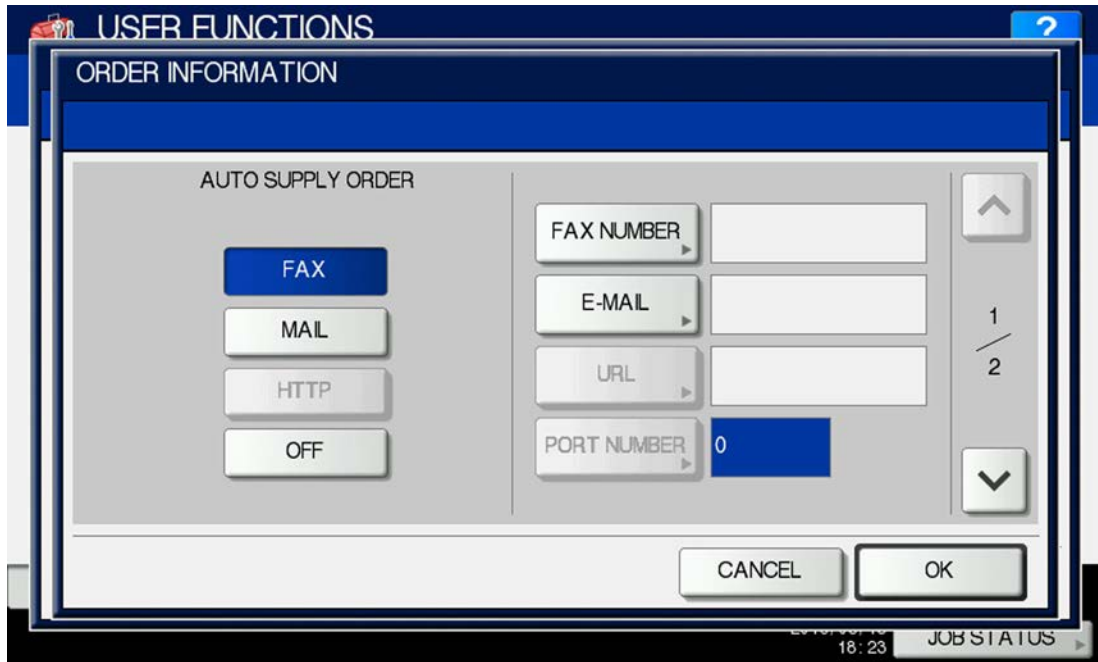 USER FUNCTIONS
?
ORDER INFORMATION
AUTO SUPPLY ORDER
FAX
MAIL
HTTP
OFF
FAX NUMBER
E-MAIL
URL
PORT NUMBER 0
1
2
CANCEL
OK
18:23
JOB STATUS